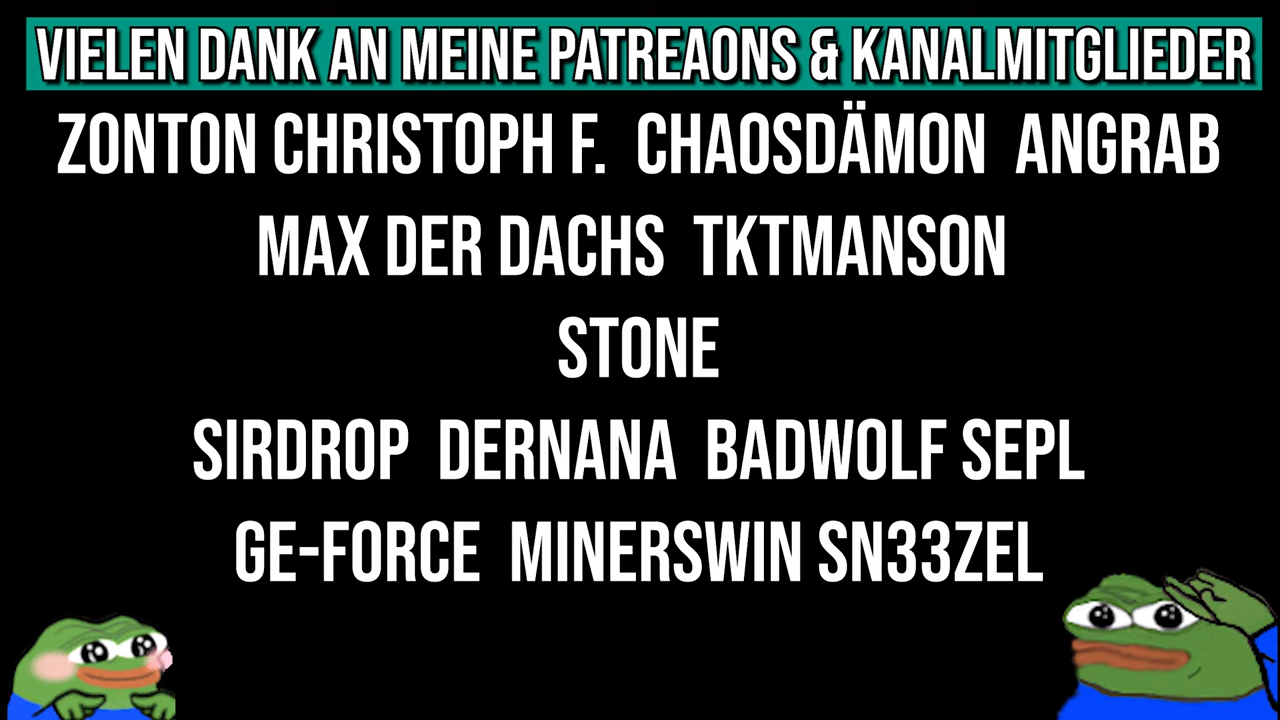 VIELEN DANK AN MEINE PATREAONS & KANALMITGLIEDER
ZONTON CHRISTOPH F. CHAOSDÄMON ANGRAB
MAX DER DACHS TKTMANSON
STONE
SIRDROP DERNANA BADWOLF SEPL
GE-FORCE MINERSWIN SN33ZEL